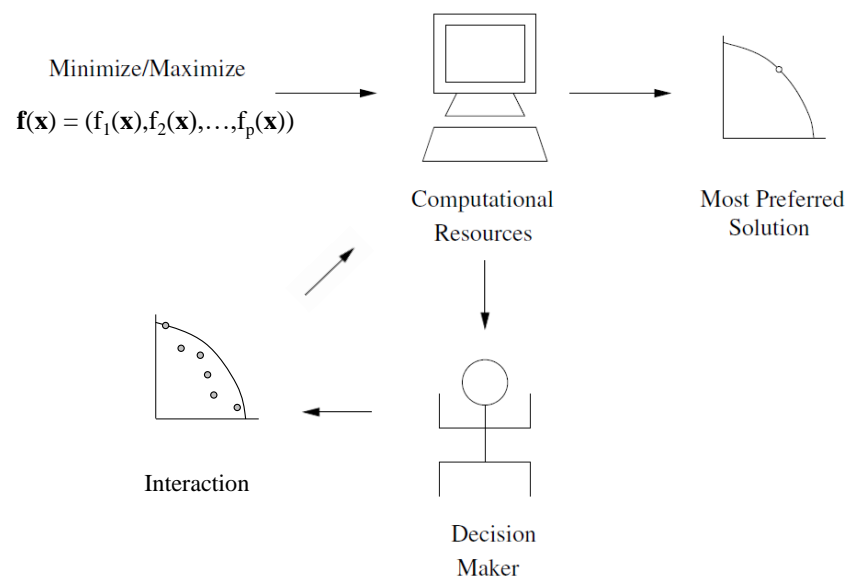 Minimize/Maximize
f(x) = (f1(x),f2(x),…,fp(x))
Computational
Resources
Most Preferred
Solution
Interaction
Decision
Maker